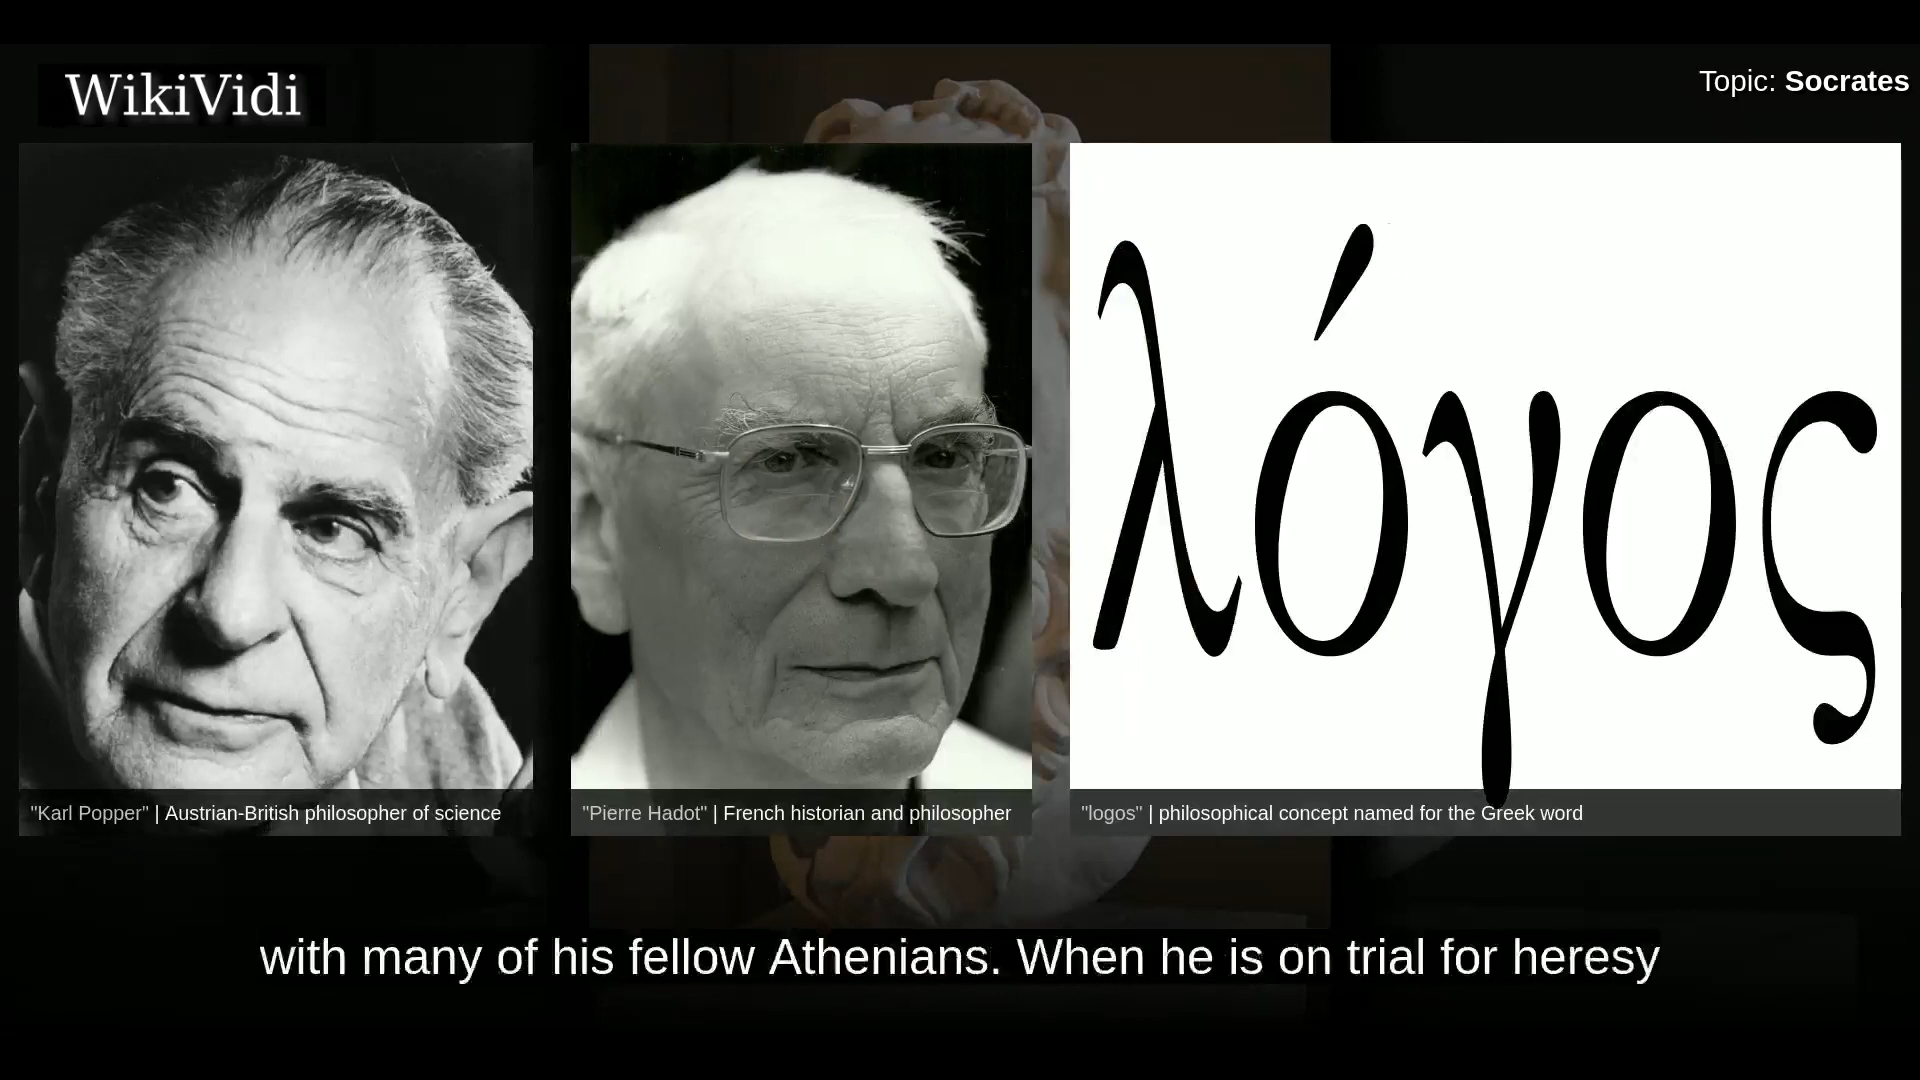 WikiVidi
Topic: Socrates
λόγος
"Karl Popper" | Austrian-British philosopher of science
"Pierre Hadot" | French historian and philosopher
"logos" | philosophical concept named for the Greek word
with many of his fellow Athenians. When he is on trial for heresy